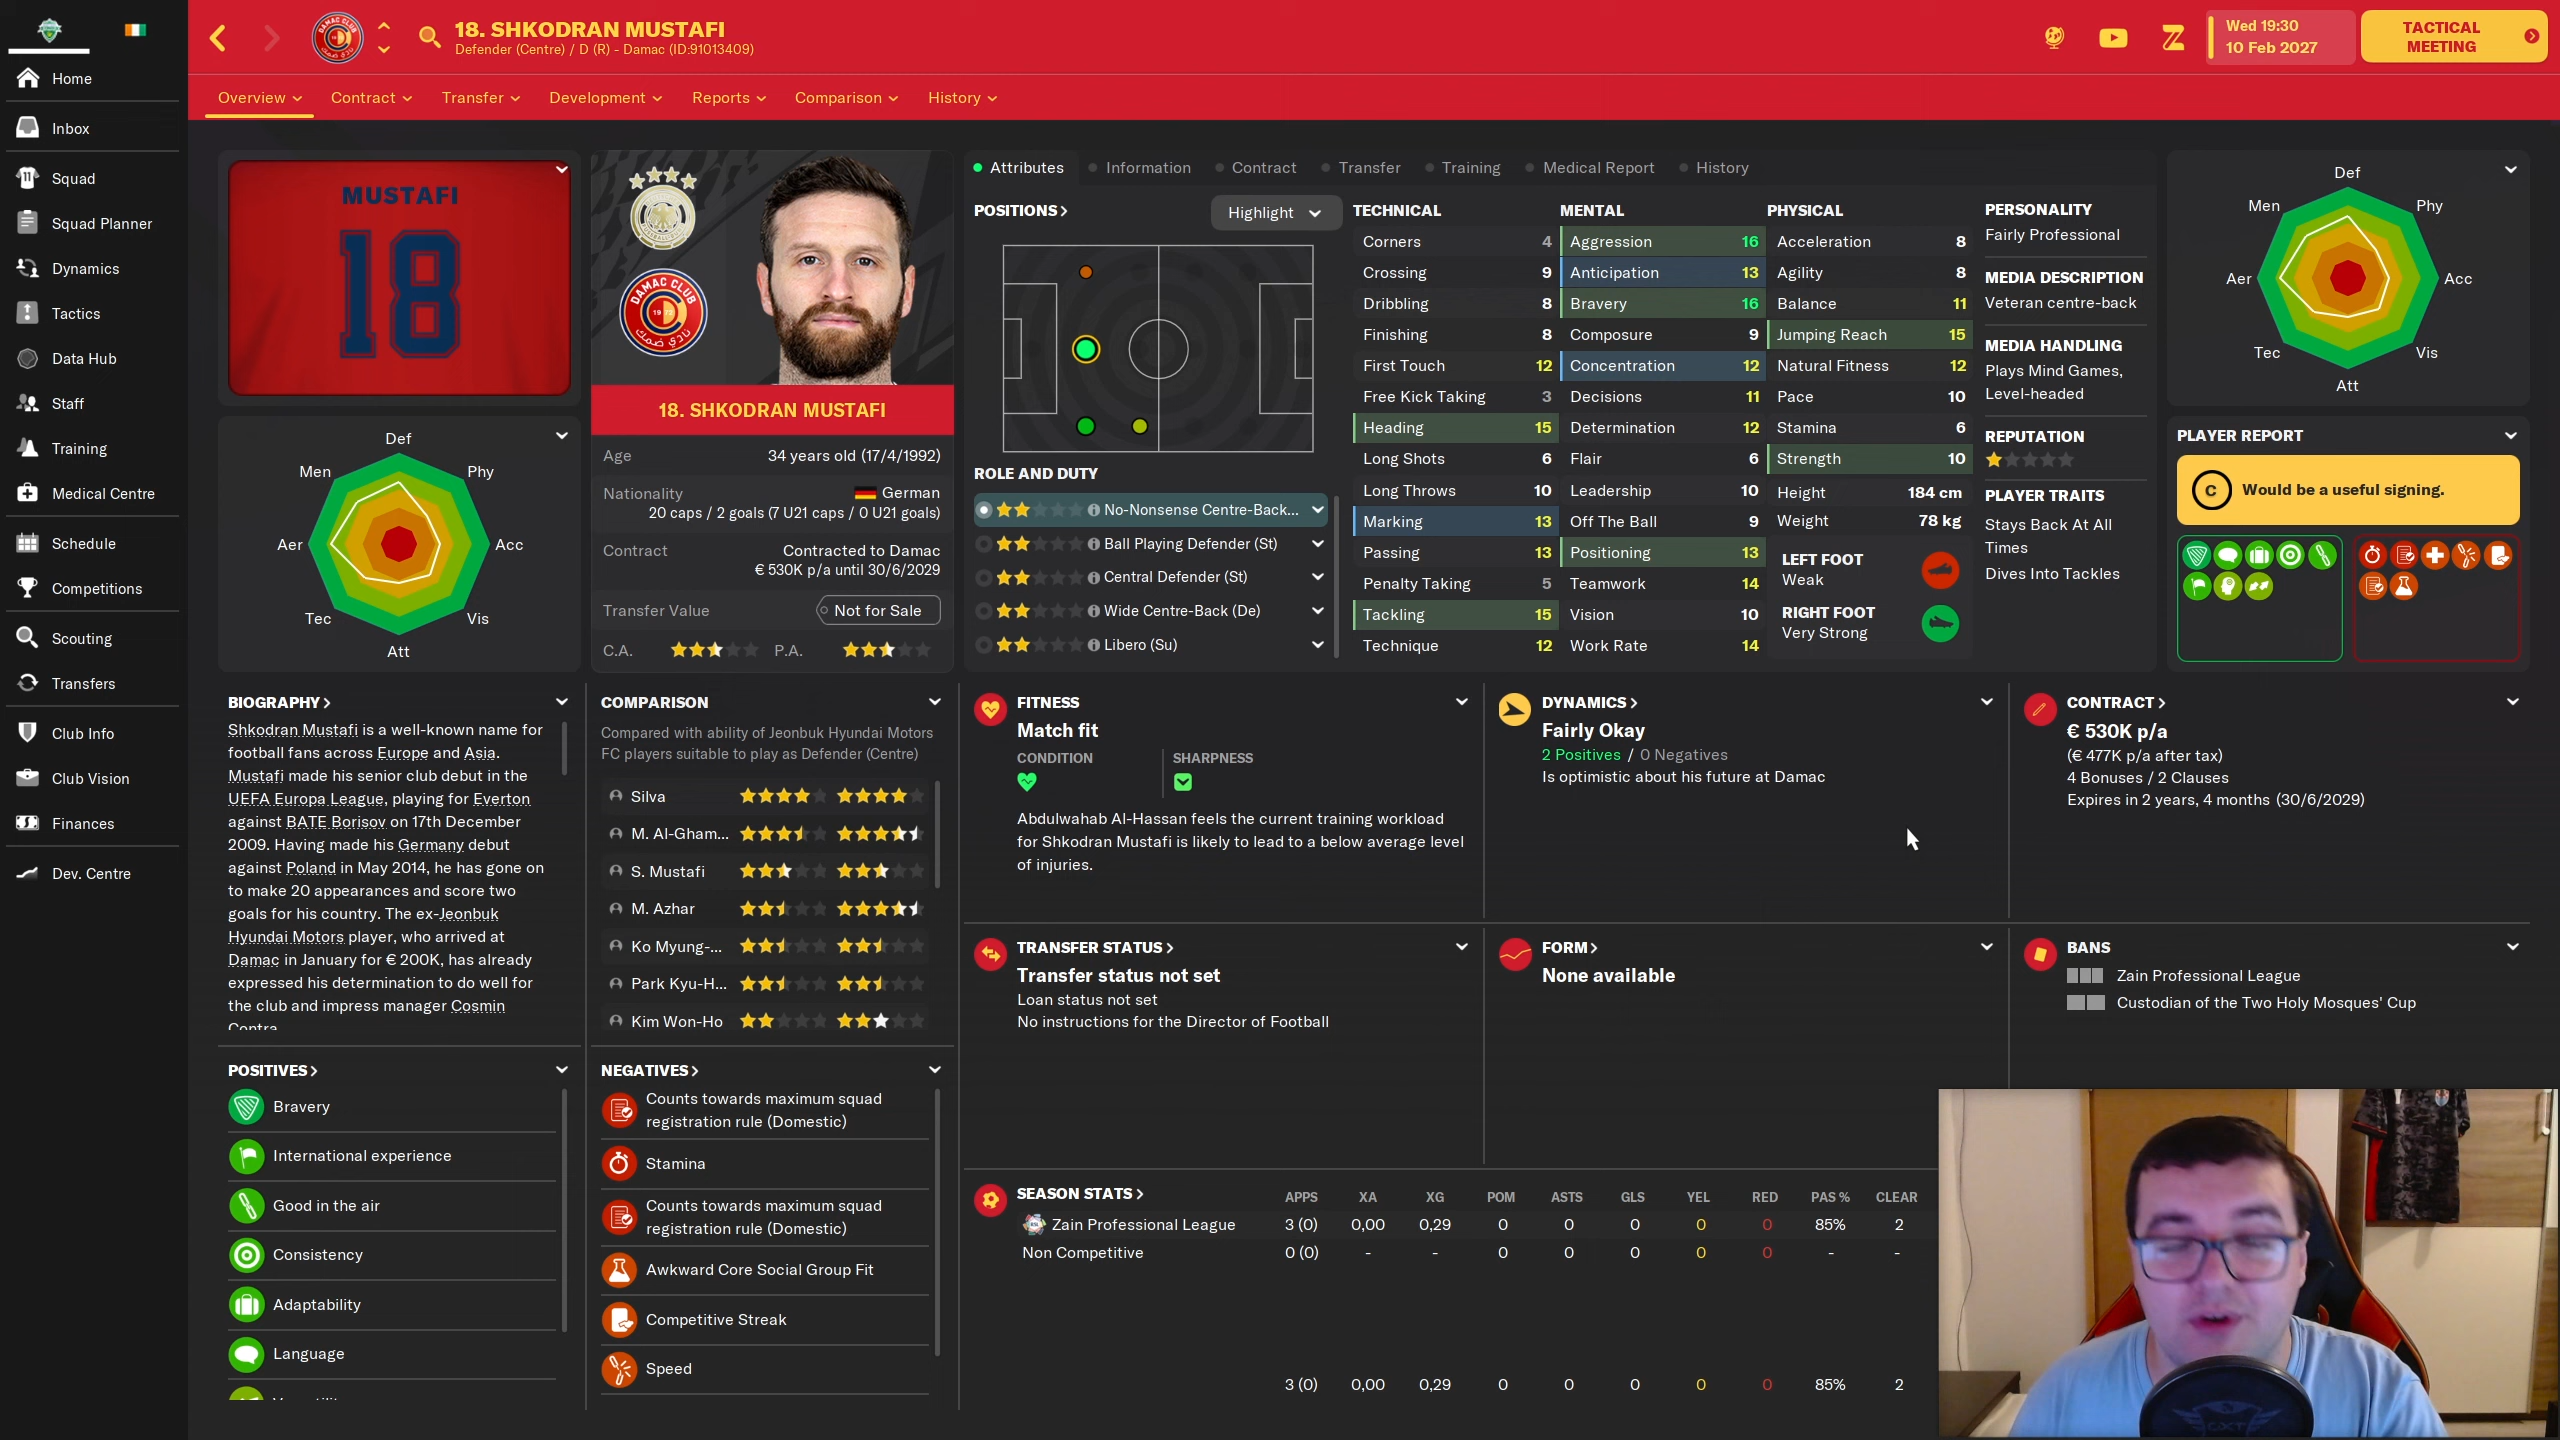 18. SHKODRAN MUSTAFI
Defender (Centre) / D (R) - Damac (ID:91013409)
Wed 19:30
10 Feb 2027
TACTICAL
MEETING
Home
Inbox
Squad
Squad Planner
Dynamics
Tactics
Data Hub
Staff
Training
Medical Centre
Schedule
Competitions
Scouting
Transfers
Club Info
Club Vision
Finances
Dev. Centre
Overview
Contract
Transfer
Development
Reports
Comparison
History
MUSTAFI
18
Def
Phy
Acc
Vis
Att
Tec
Aer
Men
DAMAC CLUB
1972
نادي ضمك
18. SHKODRAN MUSTAFI
Age 34 years old (17/4/1992)
Nationality German
20 caps / 2 goals (7 U21 caps / 0 U21 goals)
Contract Contracted to Damac
€ 530K p/a until 30/6/2029
Transfer Value Not for Sale
C.A. P.A.
Attributes Information Contract Transfer Training Medical Report History
POSITIONS
Highlight
ROLE AND DUTY
No-Nonsense Centre-Back...
Ball Playing Defender (St)
Central Defender (St)
Wide Centre-Back (De)
Libero (Su)
TECHNICAL
Corners 4
Crossing 9
Dribbling 8
Finishing 8
First Touch 12
Free Kick Taking 3
Heading 15
Long Shots 6
Long Throws 10
Marking 13
Passing 13
Penalty Taking 5
Tackling 15
Technique 12
MENTAL
Aggression 16
Anticipation 13
Bravery 16
Composure 9
Concentration 12
Decisions 11
Determination 12
Flair 6
Leadership 10
Off The Ball 9
Positioning 13
Teamwork 14
Vision 10
Work Rate 14
PHYSICAL
Acceleration 8
Agility 8
Balance 11
Jumping Reach 15
Natural Fitness 12
Pace 10
Stamina 6
Strength 10
Height 184 cm
Weight 78 kg
LEFT FOOT
Weak
RIGHT FOOT
Very Strong
PERSONALITY
Fairly Professional
MEDIA DESCRIPTION
Veteran centre-back
MEDIA HANDLING
Plays Mind Games,
Level-headed
REPUTATION
PLAYER TRAITS
Stays Back At All
Times
Dives Into Tackles
Def
Phy
Acc
Vis
Att
Tec
Aer
Men
PLAYER REPORT
C Would be a useful signing.
BIOGRAPHY
Shkodran Mustafi is a well-known name for
football fans across Europe and Asia.
Mustafi made his senior club debut in the
UEFA Europa League, playing for Everton
against BATE Borisov on 17th December
2009. Having made his Germany debut
against Poland in May 2014, he has gone on
to make 20 appearances and score two
goals for his country. The ex-Jeonbuk
Hyundai Motors player, who arrived at
Damac in January for € 200K, has already
expressed his determination to do well for
the club and impress manager Cosmin
Contra
COMPARISON
Compared with ability of Jeonbuk Hyundai Motors
FC players suitable to play as Defender (Centre)
Silva
M. Al-Gham...
S. Mustafi
M. Azhar
Ko Myung-...
Park Kyu-H...
Kim Won-Ho
POSITIVES
Bravery
International experience
Good in the air
Consistency
Adaptability
Language
NEGATIVES
Counts towards maximum squad
registration rule (Domestic)
Stamina
Counts towards maximum squad
registration rule (Domestic)
Awkward Core Social Group Fit
Competitive Streak
Speed
FITNESS
Match fit
CONDITION SHARPNESS
Abdulwahab Al-Hassan feels the current training workload
for Shkodran Mustafi is likely to lead to a below average level
of injuries.
DYNAMICS
Fairly Okay
2 Positives / 0 Negatives
Is optimistic about his future at Damac
CONTRACT
€ 530K p/a
(€ 477K p/a after tax)
4 Bonuses / 2 Clauses
Expires in 2 years, 4 months (30/6/2029)
TRANSFER STATUS
Transfer status not set
Loan status not set
No instructions for the Director of Football
FORM
None available
BANS
Zain Professional League
Custodian of the Two Holy Mosques' Cup
SEASON STATS APPS XA XG POM ASTS GLS YEL RED PAS % CLEAR
Zain Professional League 3 (0) 0,00 0,29 0 0 0 0 0 85% 2
Non Competitive 0 (0) - - 0 0 0 0 0 - -
3 (0) 0,00 0,29 0 0 0 0 0 85% 2